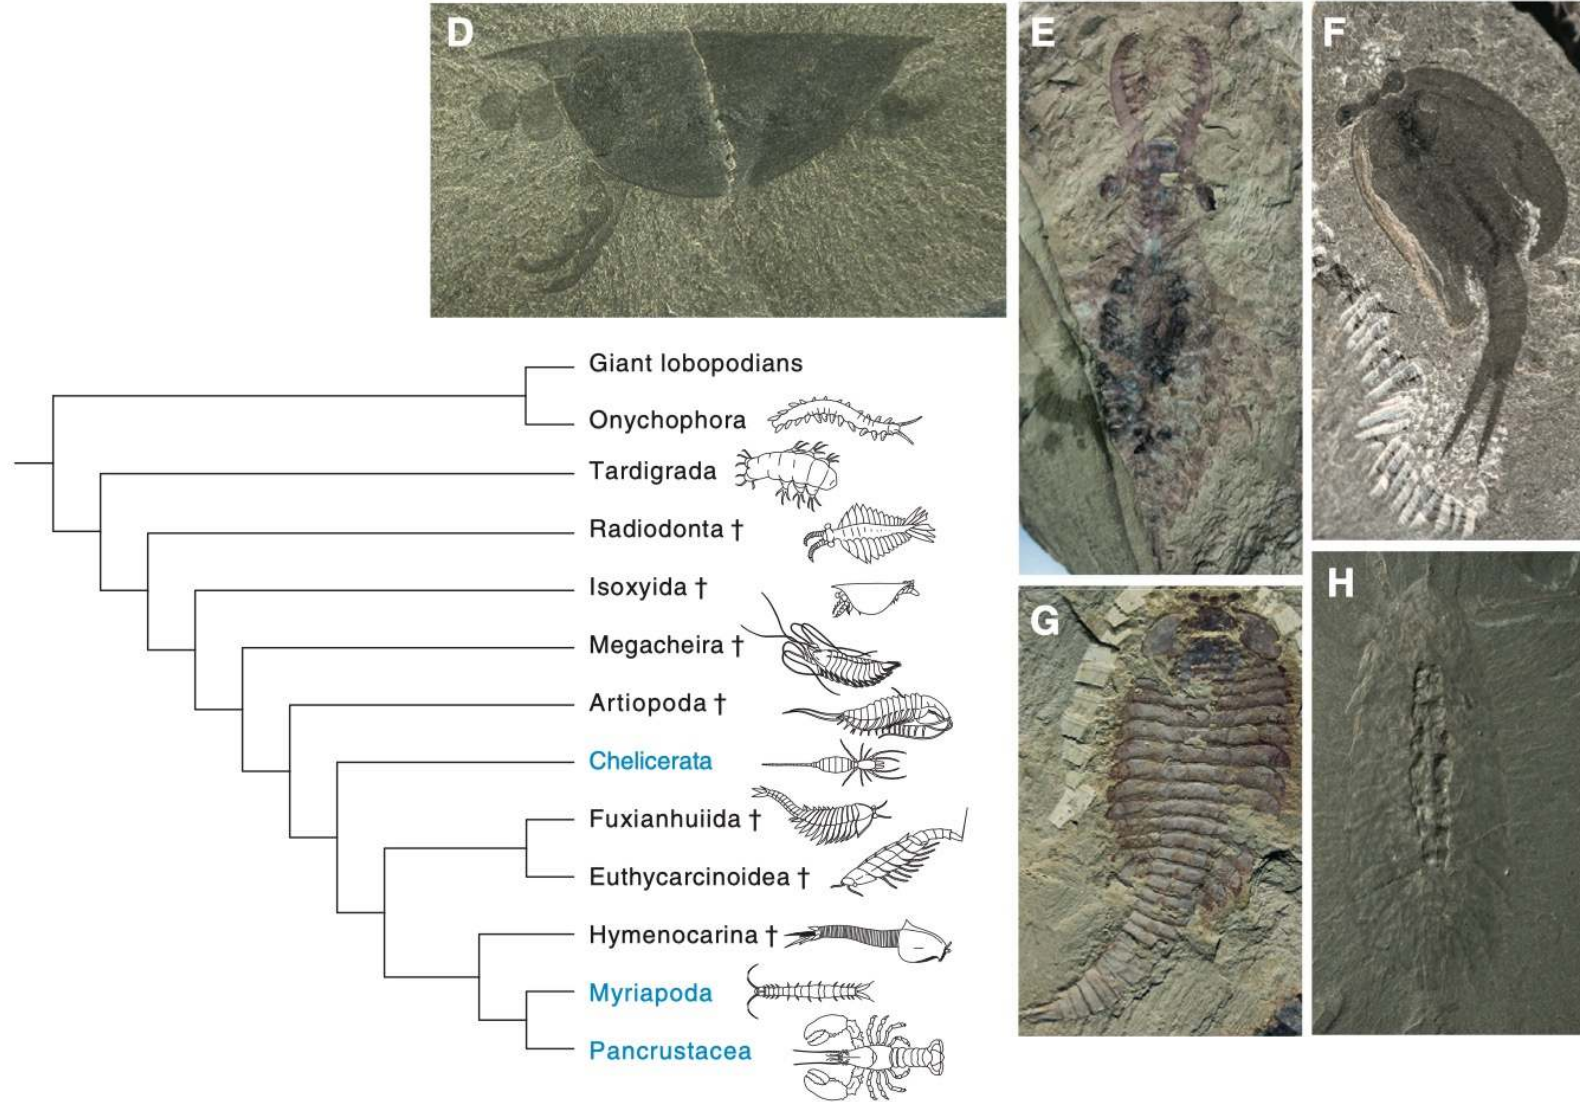 D
E
F
G
H
Giant lobopodians
Onychophora
Tardigrada
Radiodonta †
Isoxyida †
Megacheira †
Artiopoda †
Chelicerata
Fuxianhuiida †
Euthycarcinoidea †
Hymenocarina †
Myriapoda
Pancrustacea